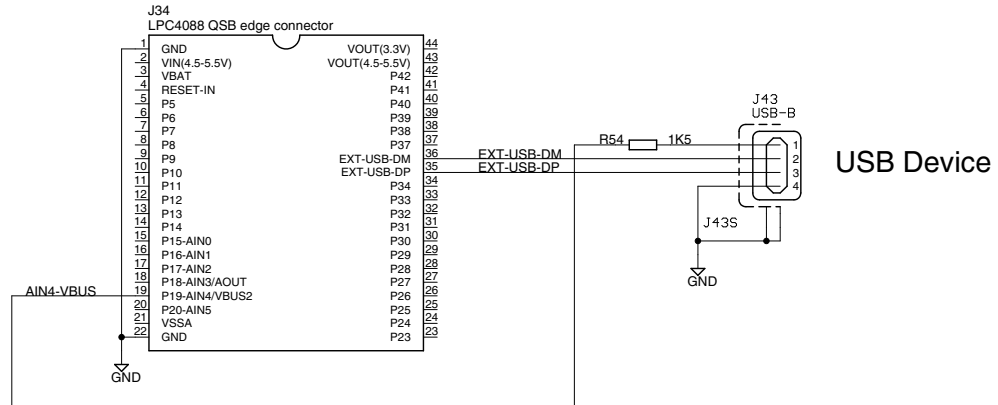 J34
LPC4088 QSB edge connector
1 GND VOUT(3.3V) 44
2 VIN(4.5-5.5V) VOUT(4.5-5.5V) 43
3 VBAT P42 42
4 RESET-IN P41 41
5 P5 P40 40
6 P6 P39 39
7 P7 P38 38
8 P8 P37 37
9 P9 EXT-USB-DM 36
10 P10 EXT-USB-DP 35
11 P11 P34 34
12 P12 P33 33
13 P13 P32 32
14 P14 P31 31
15 P15-AIN0 P30 30
16 P16-AIN1 P29 29
17 P17-AIN2 P28 28
18 P18-AIN3/AOUT P27 27
19 P19-AIN4/VBUS2 P26 26
20 P20-AIN5 P25 25
21 VSSA P24 24
22 GND P23 23
AIN4-VBUS
GND
J43
USB-B
R54 1K5
EXT-USB-DM
EXT-USB-DP
1
2
3
4
J43S
GND
USB Device